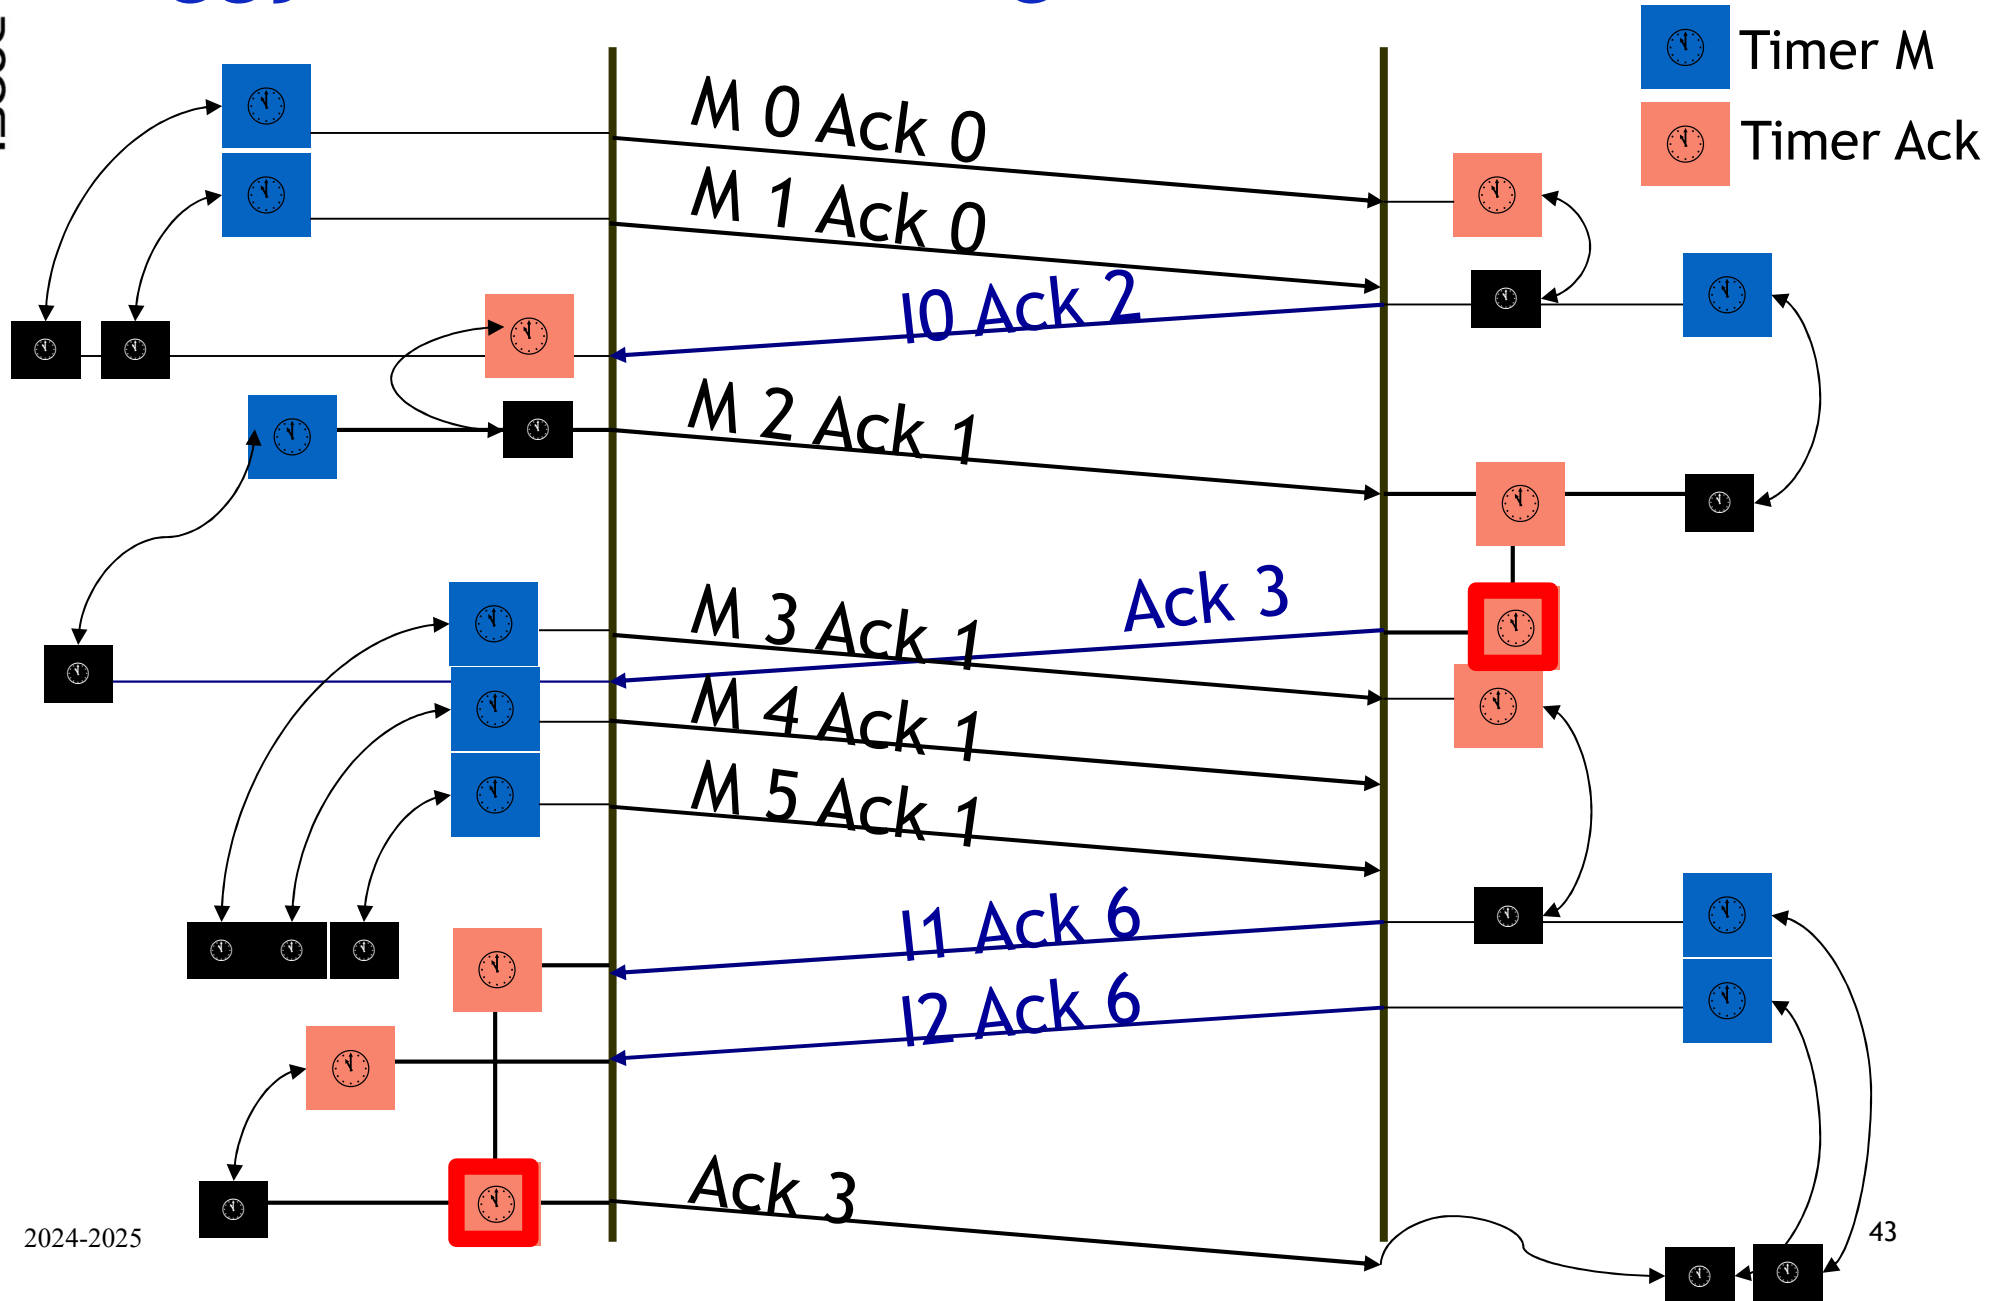 Timer M
Timer Ack
M 0 Ack 0
M 1 Ack 0
I0 Ack 2
M 2 Ack 1
Ack 3
M 3 Ack 1
M 4 Ack 1
M 5 Ack 1
I1 Ack 6
I2 Ack 6
Ack 3
2024-2025
43